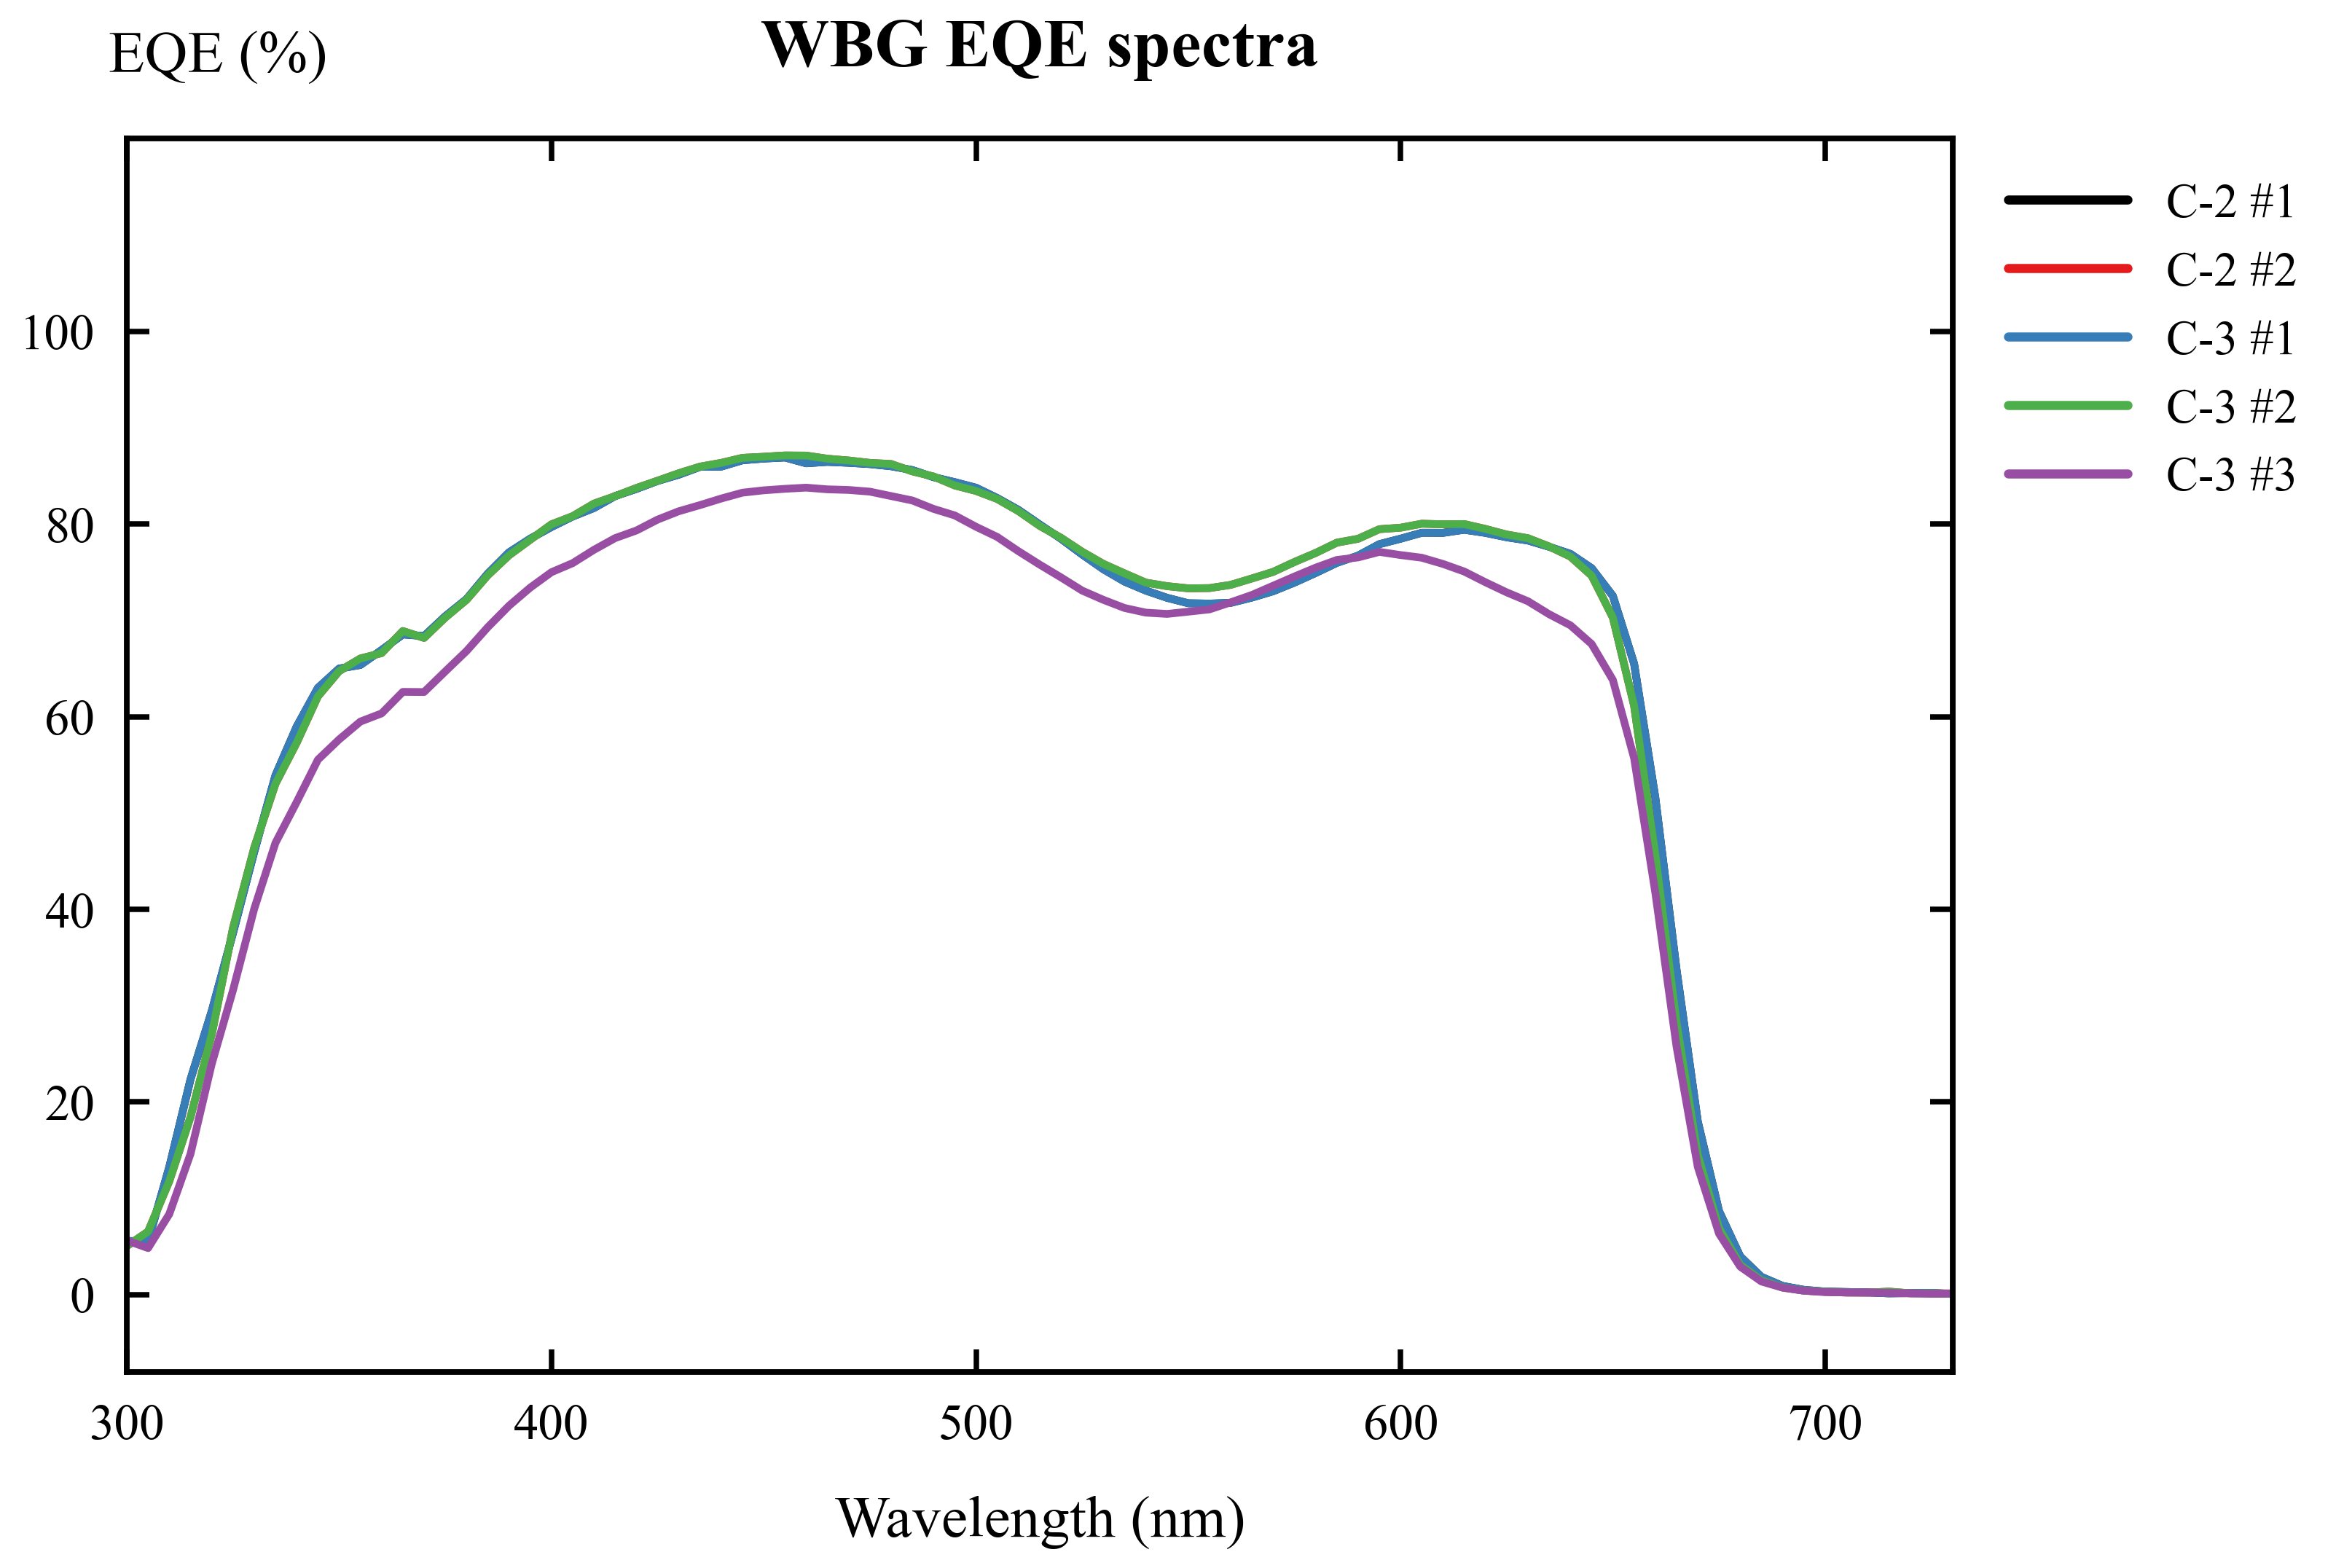 EQE (%)
WBG EQE spectra
C-2 #1
C-2 #2
C-3 #1
C-3 #2
C-3 #3
100
80
60
40
20
0
300 400 500 600 700
Wavelength (nm)